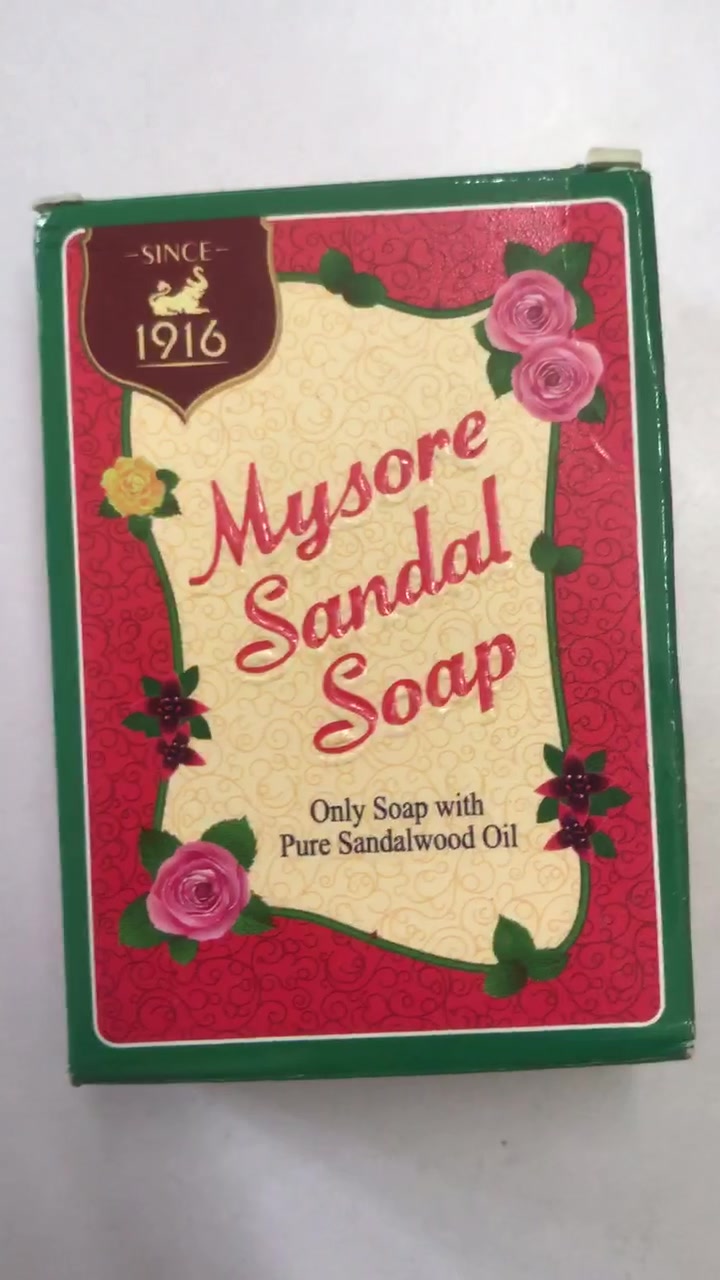 -SINCE-
1916
Mysore
Sandal
Soap
Only Soap with
Pure Sandalwood Oil